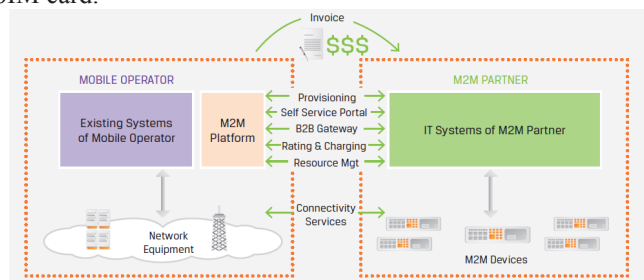 SIM card.
Invoice
$$$
MOBILE OPERATOR
M2M PARTNER
Existing Systems
of Mobile Operator
M2M
Platform
Provisioning
Self Service Portal
B2B Gateway
Rating & Charging
Resource Mgt
IT Systems of M2M Partner
Connectivity
Services
Network
Equipment
M2M Devices